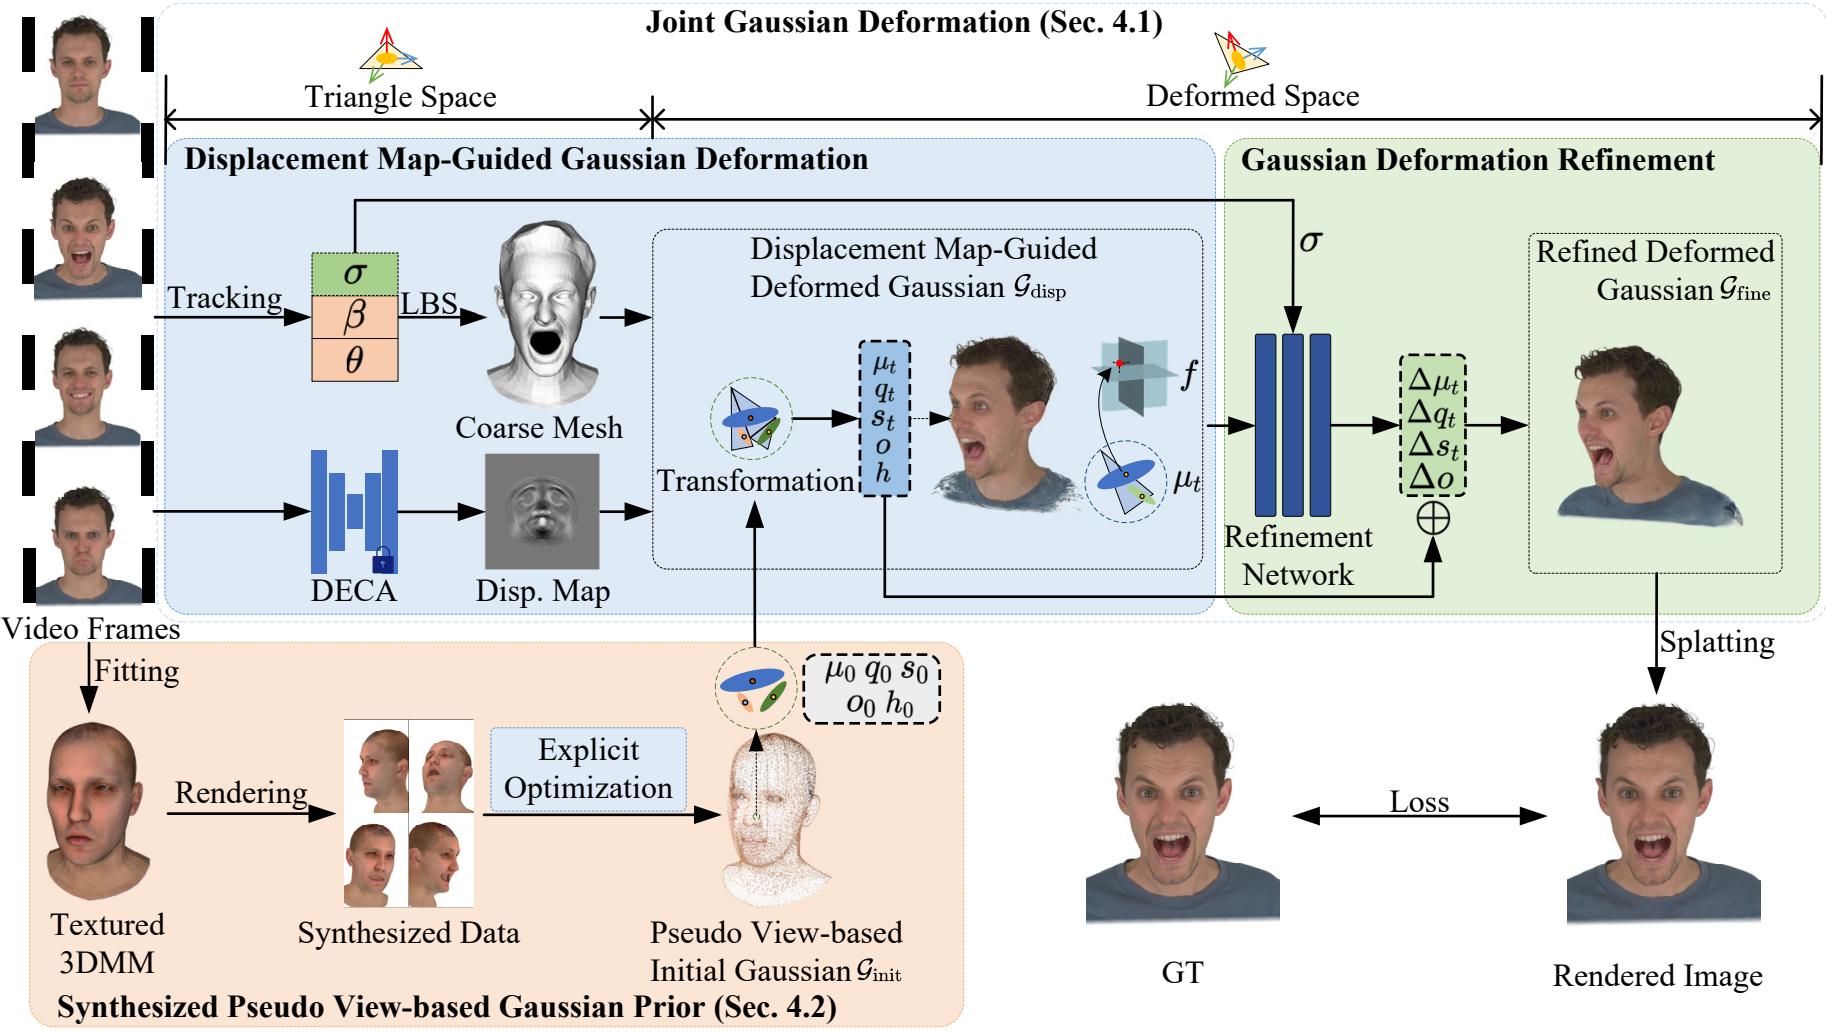 Joint Gaussian Deformation (Sec. 4.1)
Triangle Space
Deformed Space
Displacement Map-Guided Gaussian Deformation
Gaussian Deformation Refinement
Tracking
σ
β
θ
LBS
Coarse Mesh
DECA
Disp. Map
Displacement Map-Guided
Deformed Gaussian 𝒢disp
Transformation
μt
qt
st
o
h
f
μt
σ
Refinement
Network
Δμt
Δqt
Δst
Δo
⊕
Refined Deformed
Gaussian 𝒢fine
Video Frames
Fitting
Textured
3DMM
Rendering
Synthesized Data
Explicit
Optimization
μ0 q0 s0
o0 h0
Pseudo View-based
Initial Gaussian 𝒢init
Synthesized Pseudo View-based Gaussian Prior (Sec. 4.2)
Splatting
Loss
GT
Rendered Image